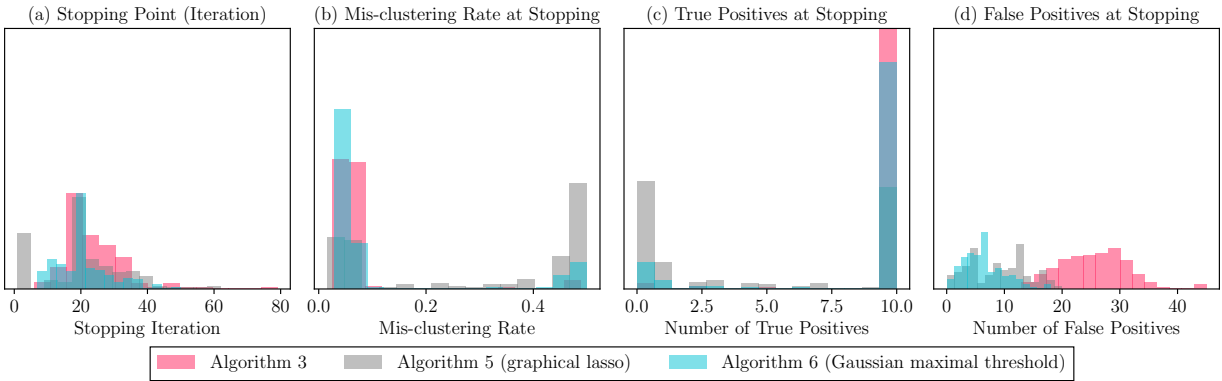 (a) Stopping Point (Iteration)
(b) Mis-clustering Rate at Stopping
(c) True Positives at Stopping
(d) False Positives at Stopping
0 20 40 60 80
0.0 0.2 0.4
0.0 2.5 5.0 7.5 10.0
0 10 20 30 40
Stopping Iteration
Mis-clustering Rate
Number of True Positives
Number of False Positives
Algorithm 3
Algorithm 5 (graphical lasso)
Algorithm 6 (Gaussian maximal threshold)